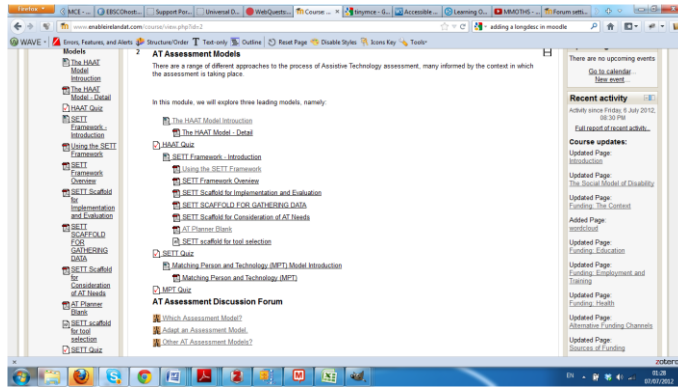 Firefox
MCE -...
EBSCOhost:...
Support Por...
Universal D...
WebQuests...
Course ...
tinymce - G...
Accessible ...
Learning O...
MMOTHS - ...
Forum setti...
www.enableirelandat.com/course/view.php?id=2
adding a longdesc in moodle
WAVE
Errors, Features, and Alerts
Structure/Order
Text-only
Outline
Reset Page
Disable Styles
Icons Key
Tools
Models
The HAAT
Model
Introuction
The HAAT
Model - Detail
HAAT Quiz
SETT
Framework -
Introduction
Using the SETT
Framework
SETT
Framework
Overview
SETT Scaffold
for
Implementation
and Evaluation
SETT
SCAFFOLD
FOR
GATHERING
DATA
SETT Scaffold
for
Consideration
of AT Needs
AT Planner
Blank
SETT scaffold
for tool
selection
SETT Quiz
2
AT Assessment Models
There are a range of different approaches to the process of Assistive Technology assessment, many informed by the context in which
the assessment is taking place.
In this module, we will explore three leading models, namely:
The HAAT Model Introuction
The HAAT Model - Detail
HAAT Quiz
SETT Framework - Introduction
Using the SETT Framework
SETT Framework Overview
SETT Scaffold for Implementation and Evaluation
SETT SCAFFOLD FOR GATHERING DATA
SETT Scaffold for Consideration of AT Needs
AT Planner Blank
SETT scaffold for tool selection
SETT Quiz
Matching Person and Technology (MPT) Model Introduction
Matching Person and Technology (MPT)
MPT Quiz
AT Assessment Discussion Forum
Which Assessment Model?
Adapt an Assessment Model.
Other AT Assessment Models?
There are no upcoming events
Go to calendar...
New event...
Recent activity
Activity since Friday, 6 July 2012,
08:30 PM
Full report of recent activity...
Course updates:
Updated Page:
Introduction
Updated Page:
The Social Model of Disability
Updated Page:
Funding: The Context
Added Page:
wordcloud
Updated Page:
Funding: Education
Updated Page:
Funding: Employment and
Training
Updated Page:
Funding: Health
Updated Page:
Alternative Funding Channels
Updated Page:
Sources of Funding
zotero
EN
01:28
07/07/2012